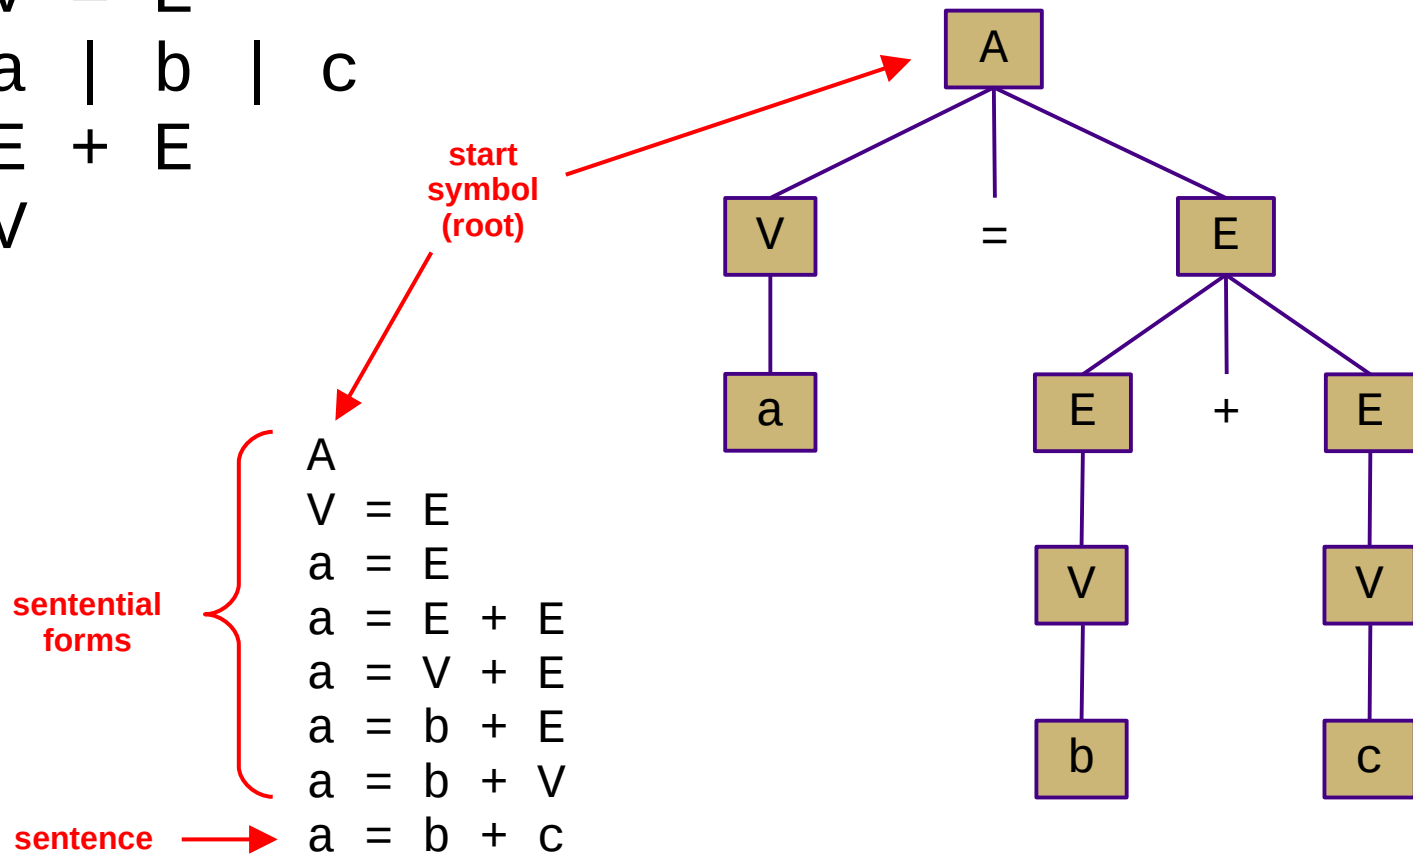 V = E
a | b | c
E + E
V
start
symbol
(root)
A
V = E
a = E
a = E + E
a = V + E
a = b + E
a = b + V
a = b + c
sentential
forms
sentence
A
V = E
a E + E
V V
b c